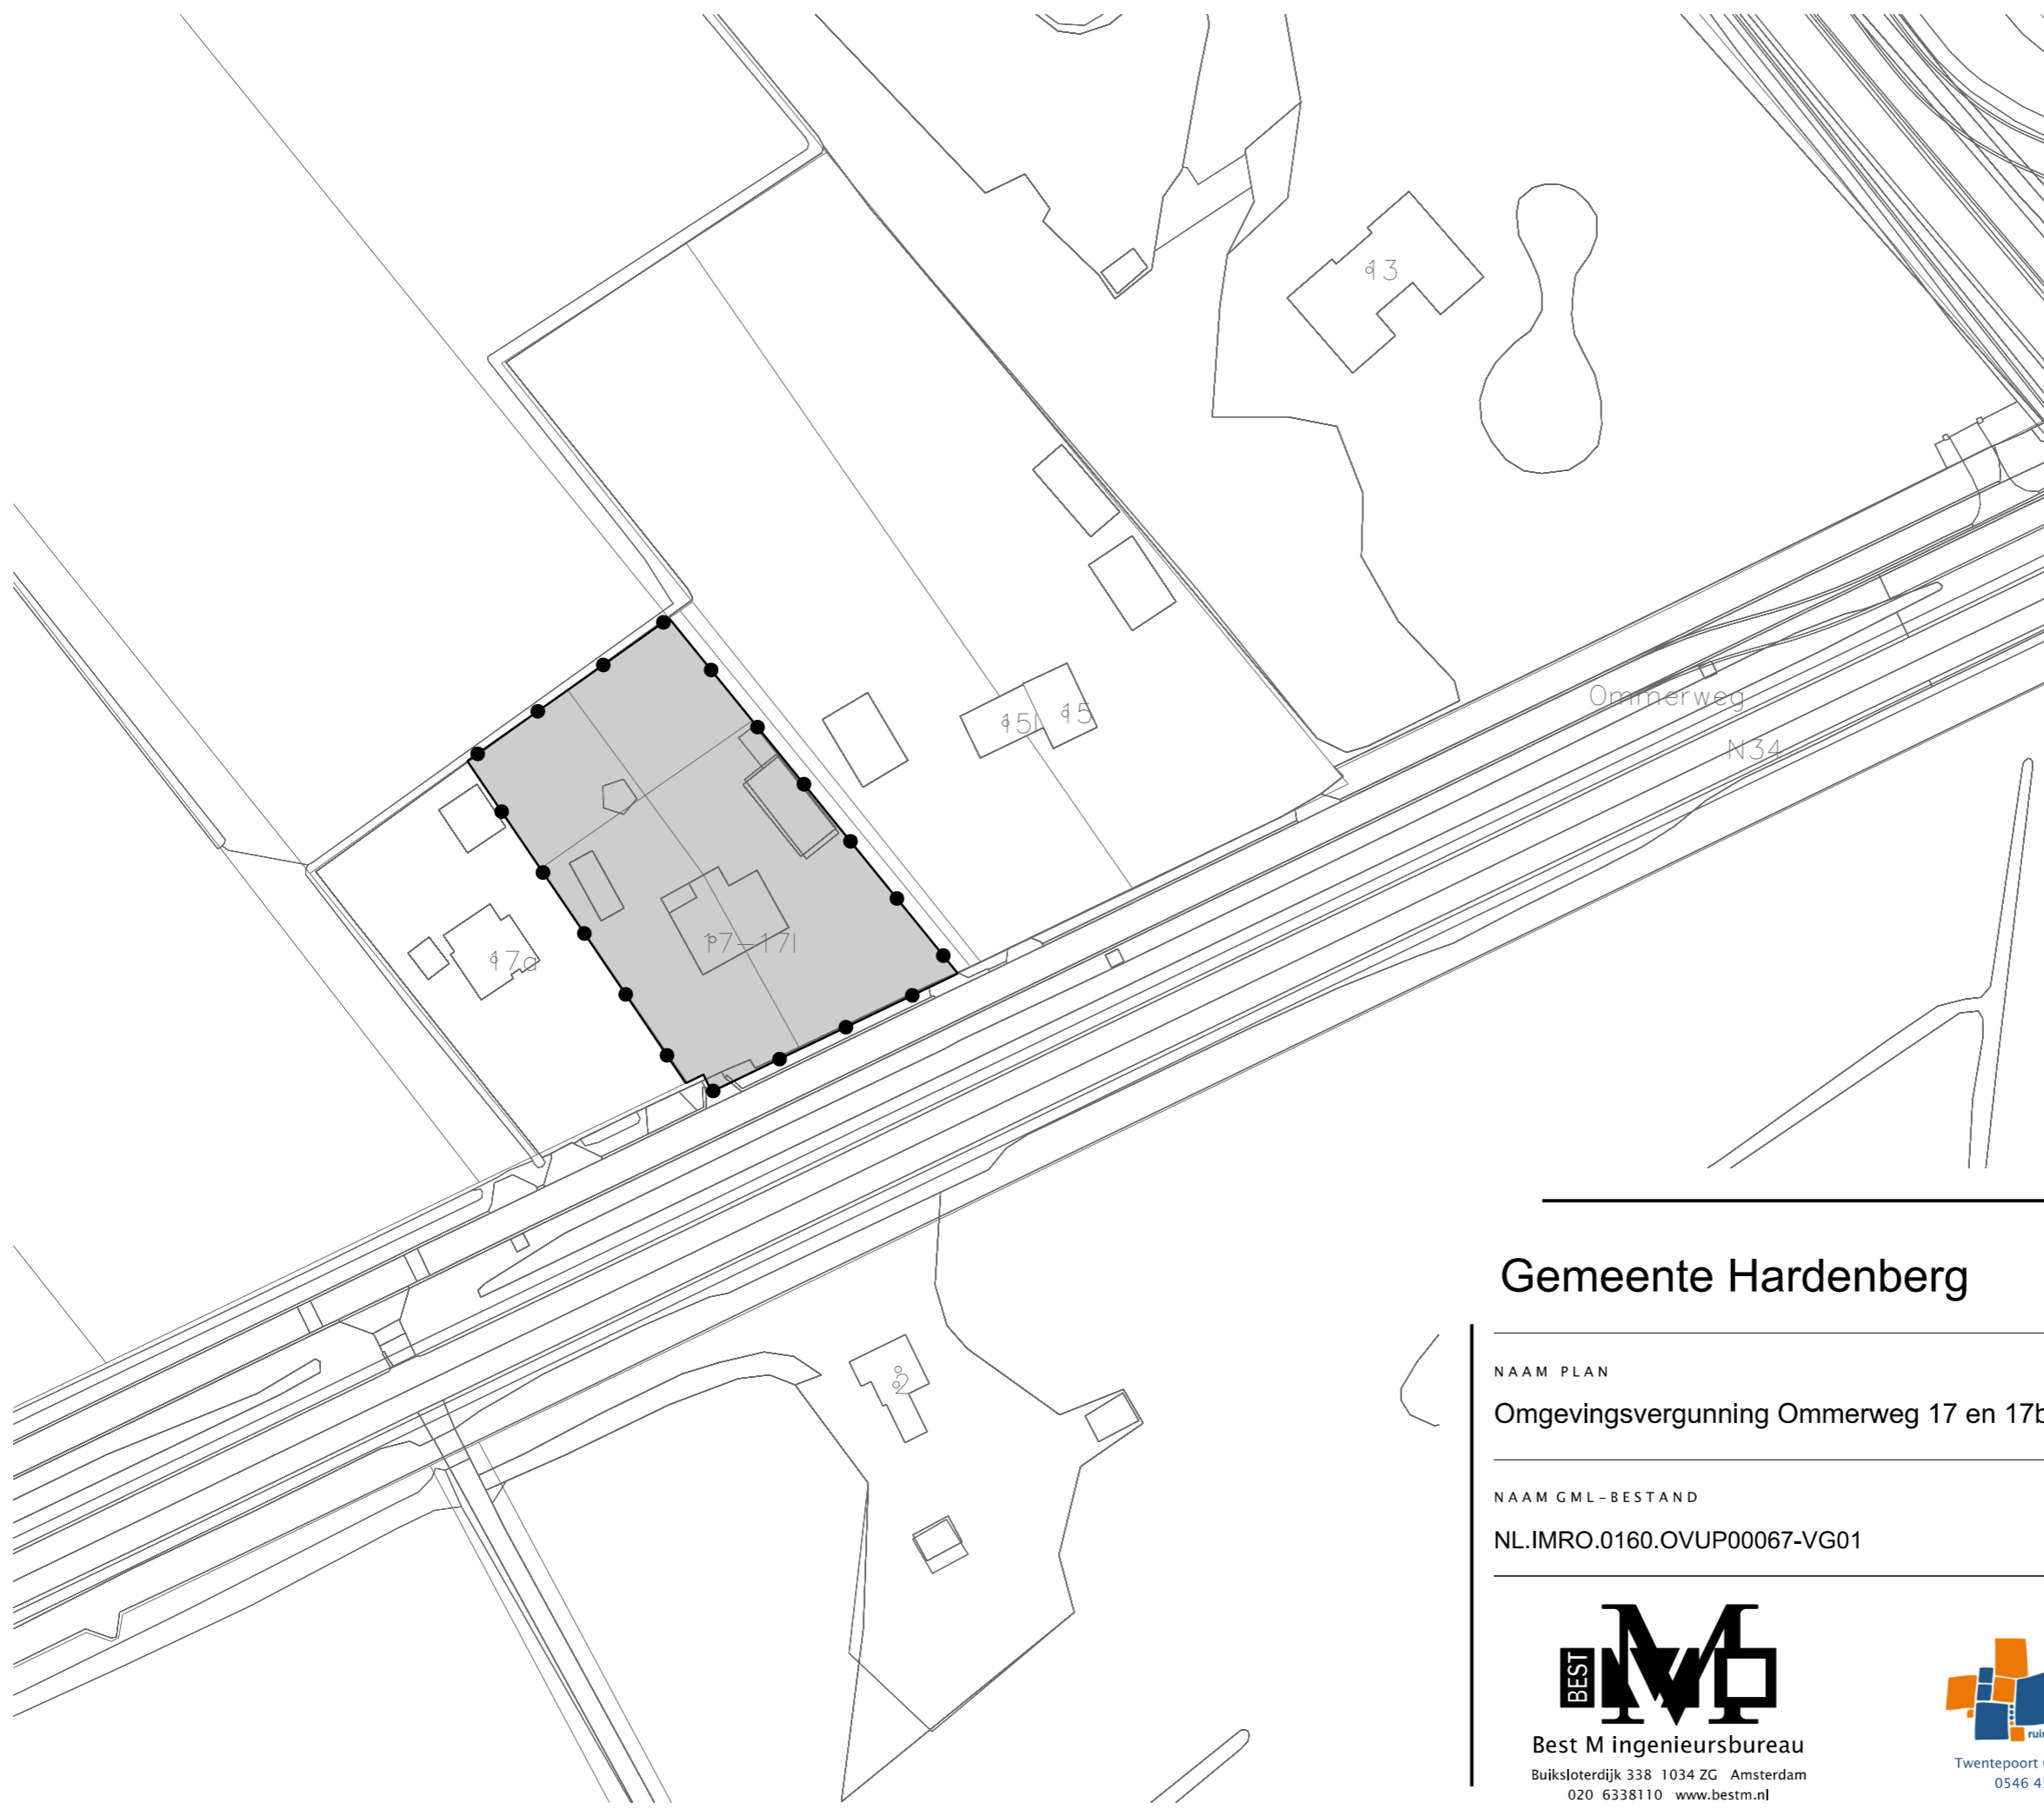 13
15I
15
Ommerweg
N34
17a
17-17I
2
Gemeente Hardenberg
NAAM PLAN
Omgevingsvergunning Ommerweg 17 en 17b
NAAM GML-BESTAND
NL.IMRO.0160.OVUP00067-VG01
BEST
Best M ingenieursbureau
Buiksloterdijk 338 1034 ZG Amsterdam
020 6338110 www.bestm.nl
Twentepoort
0546